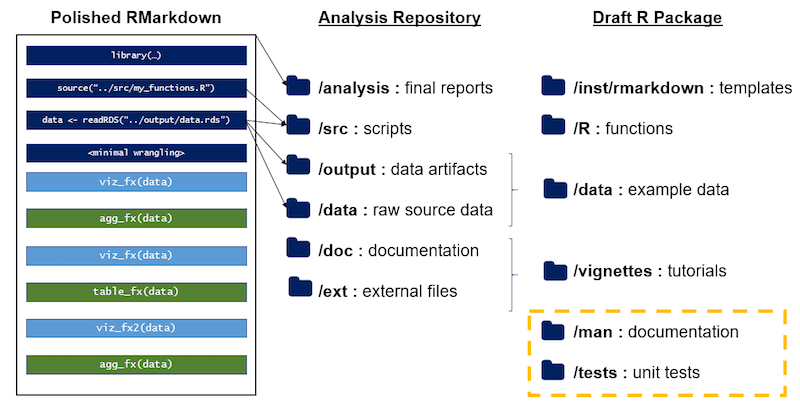 Polished RMarkdown
library(…)
source("../src/my_functions.R")
data <- readRDS("../output/data.rds")
<minimal wrangling>
viz_fx(data)
agg_fx(data)
viz_fx(data)
table_fx(data)
viz_fx2(data)
agg_fx(data)
Analysis Repository
/analysis : final reports
/src : scripts
/output : data artifacts
/data : raw source data
/doc : documentation
/ext : external files
Draft R Package
/inst/rmarkdown : templates
/R : functions
/data : example data
/vignettes : tutorials
/man : documentation
/tests : unit tests